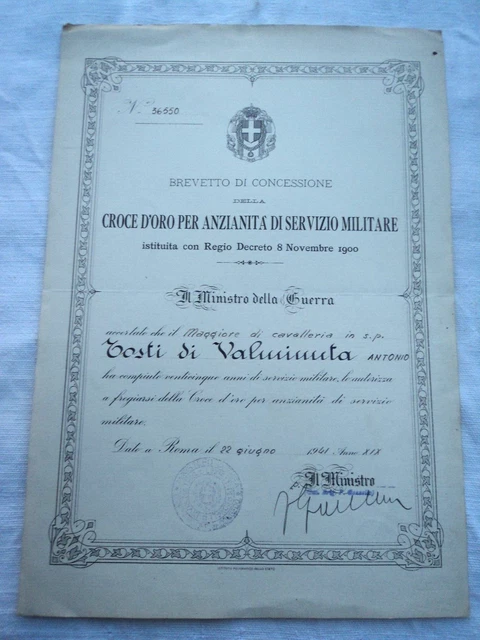 N. 36550
BREVETTO DI CONCESSIONE
DELLA
CROCE D'ORO PER ANZIANITÀ DI SERVIZIO MILITARE
istituita con Regio Decreto 8 Novembre 1900
Il Ministro della Guerra
accertato che il Maggiore di cavalleria in s.p.
Tosti di Valminuta ANTONIO
ha compiuto venticinque anni di servizio militare, lo autorizza
a fregiarsi della Croce d'oro per anzianità di servizio
militare.
Dato a Roma il 22 giugno 1941 Anno XIX
Il Ministro